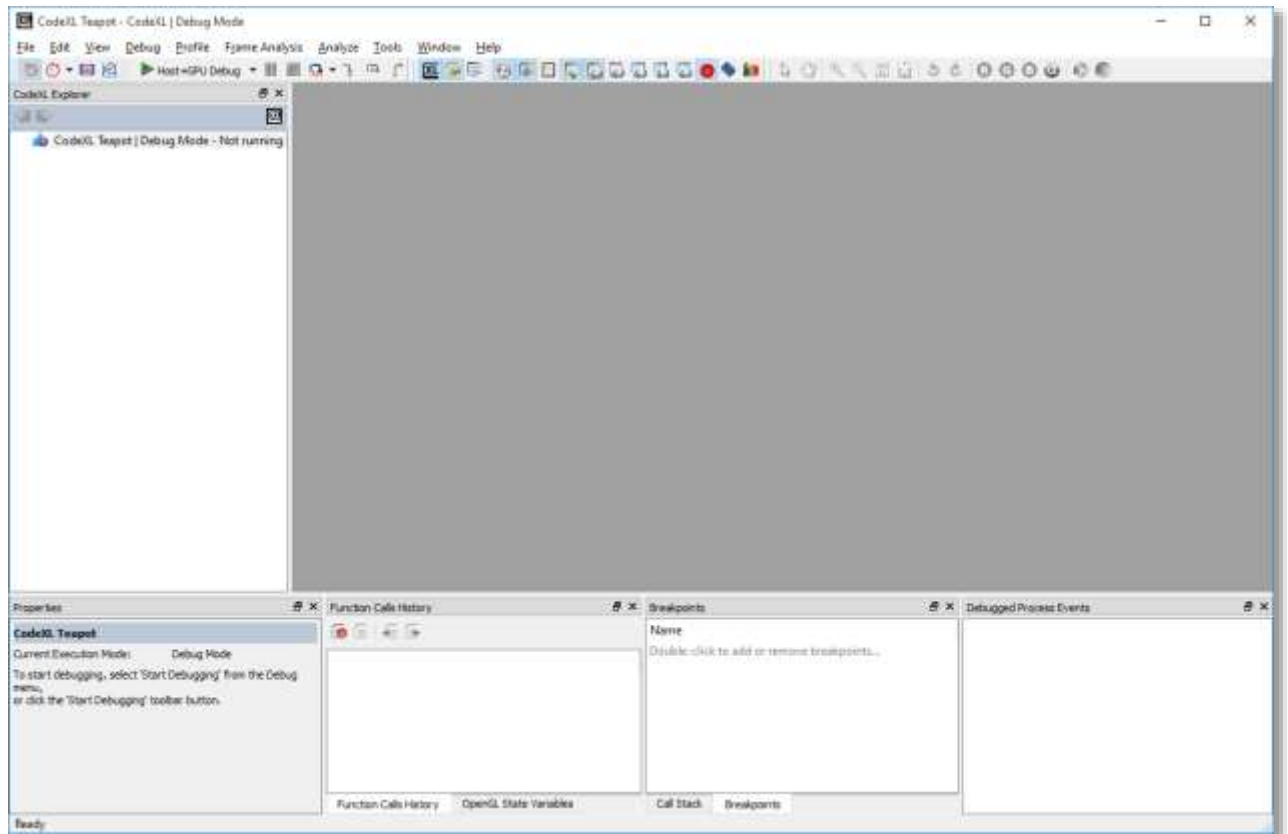 CodeXL Teapot - CodeXL | Debug Mode
File Edit View Debug Profile Frame Analysis Analyze Tools Window Help
Host+GPU Debug
CodeXL Explorer
CodeXL Teapot | Debug Mode - Not running
Properties
CodeXL Teapot
Current Execution Mode: Debug Mode
To start debugging, select 'Start Debugging' from the Debug
menu,
or click the 'Start Debugging' toolbar button.
Function Calls History
Function Calls History OpenGL State Variables
Breakpoints
Name
Double click to add or remove breakpoints...
Call Stack Breakpoints
Debugged Process Events
Ready